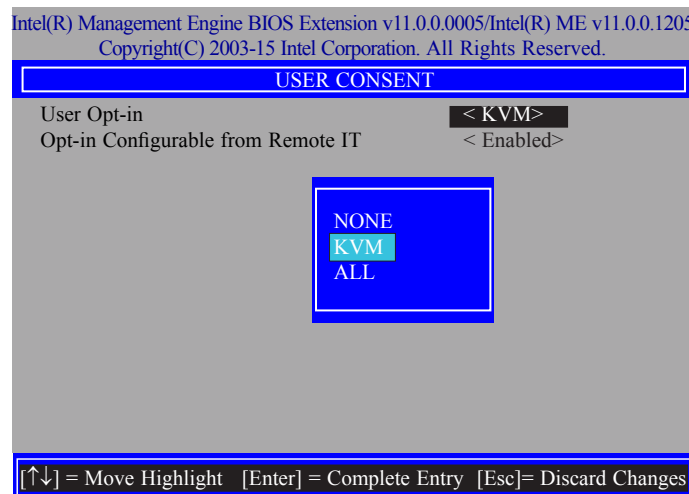 Intel(R) Management Engine BIOS Extension v11.0.0.0005/Intel(R) ME v11.0.0.1205
Copyright(C) 2003-15 Intel Corporation. All Rights Reserved.
USER CONSENT
User Opt-in < KVM>
Opt-in Configurable from Remote IT < Enabled>
NONE
KVM
ALL
[↑↓] = Move Highlight [Enter] = Complete Entry [Esc]= Discard Changes